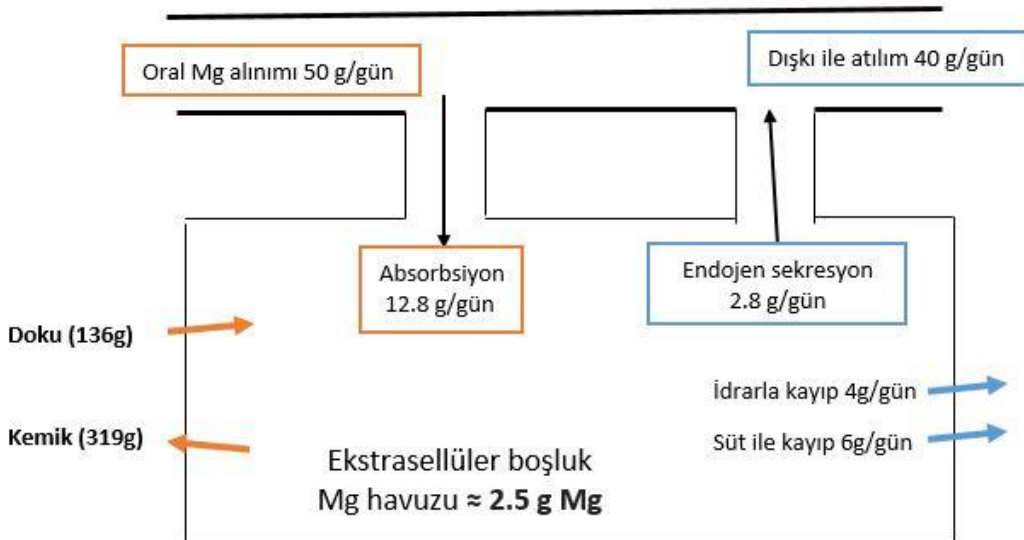 Oral Mg alınımı 50 g/gün
Dışkı ile atılım 40 g/gün
Absorbsiyon
12.8 g/gün
Endojen sekresyon
2.8 g/gün
Doku (136g)
İdrarla kayıp 4g/gün
Kemik (319g)
Süt ile kayıp 6g/gün
Ekstrasellüler boşluk
Mg havuzu ≈ 2.5 g Mg